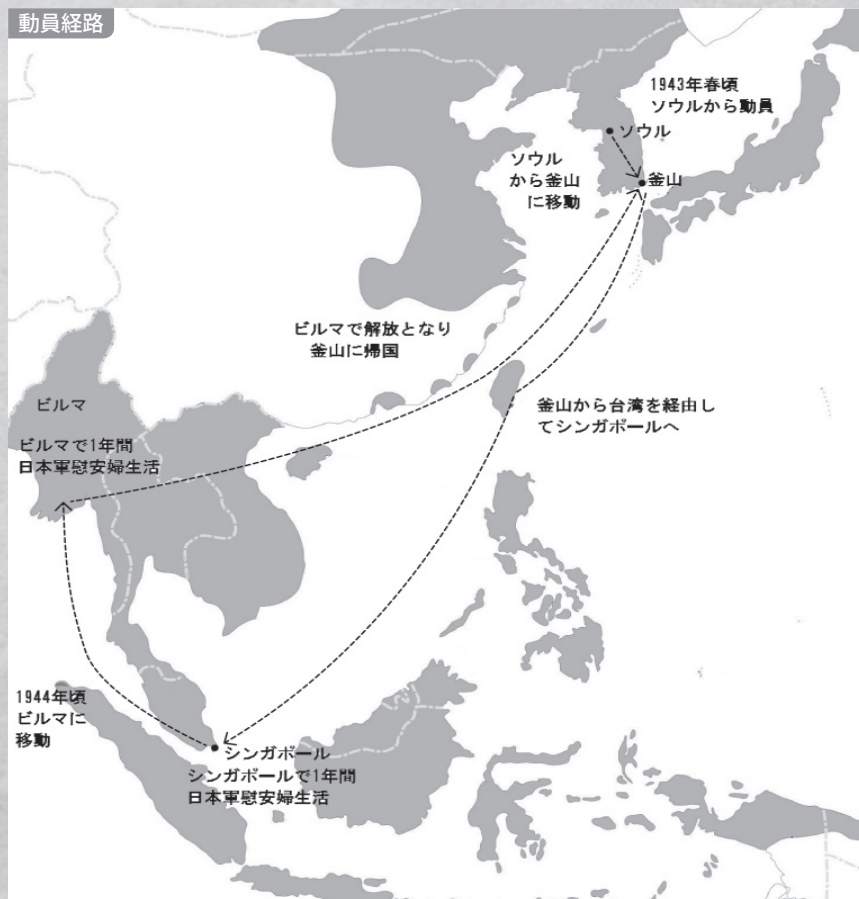 動員経路
1943年春頃
ソウルから動員
ソウル
ソウル
から釜山
に移動
釜山
ビルマで解放となり
釜山に帰国
釜山から台湾を経由し
てシンガポールへ
ビルマ
ビルマで1年間
日本軍慰安婦生活
1944年頃
ビルマに
移動
シンガポール
シンガポールで1年間
日本軍慰安婦生活